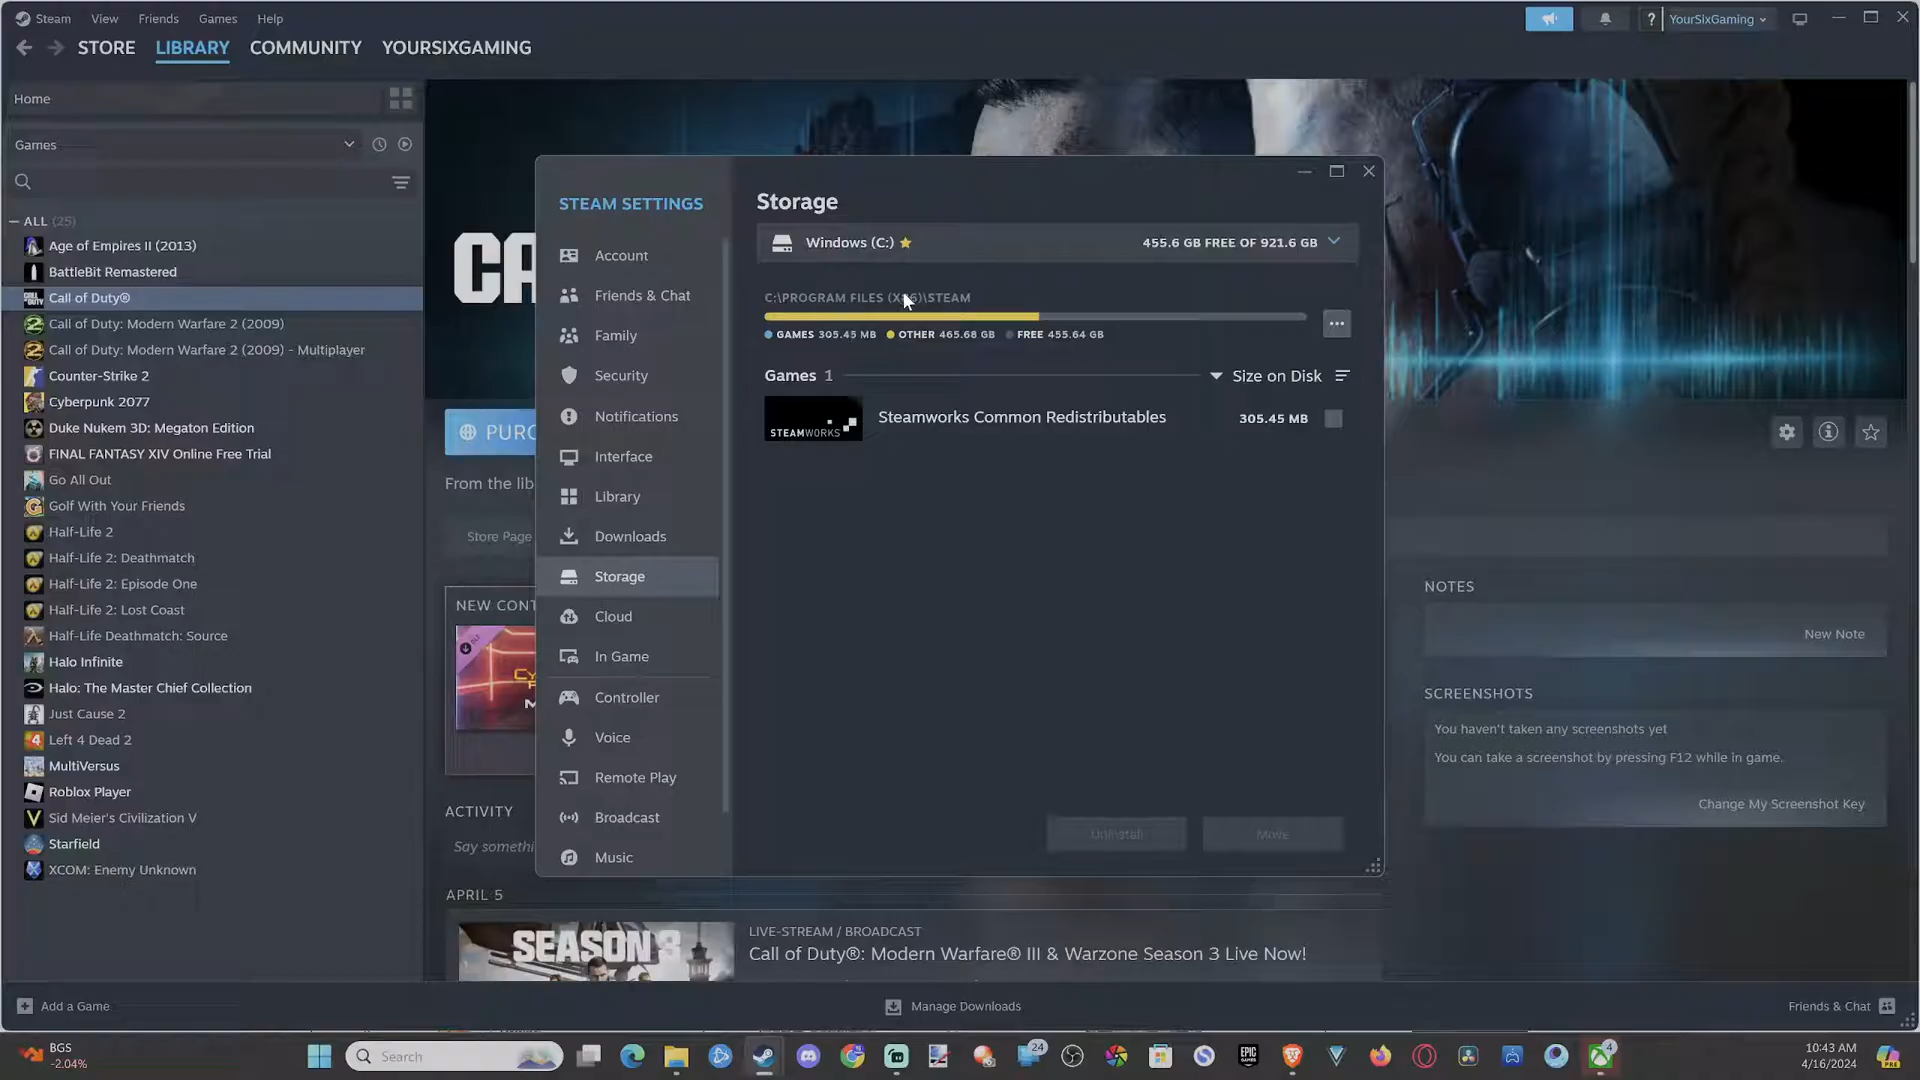 Steam View Friends Games Help
YourSixGaming
STORE LIBRARY COMMUNITY YOURSIXGAMING
Home
Games
ALL (25)
Age of Empires II (2013)
BattleBit Remastered
Call of Duty®
Call of Duty: Modern Warfare 2 (2009)
Call of Duty: Modern Warfare 2 (2009) - Multiplayer
Counter-Strike 2
Cyberpunk 2077
Duke Nukem 3D: Megaton Edition
FINAL FANTASY XIV Online Free Trial
Go All Out
Golf With Your Friends
Half-Life 2
Half-Life 2: Deathmatch
Half-Life 2: Episode One
Half-Life 2: Lost Coast
Half-Life Deathmatch: Source
Halo Infinite
Halo: The Master Chief Collection
Just Cause 2
Left 4 Dead 2
MultiVersus
Roblox Player
Sid Meier's Civilization V
Starfield
XCOM: Enemy Unknown
CA
PURC
From the lib
Store Page
NEW CONT
ACTIVITY
Say somethi
STEAM SETTINGS
Account
Friends & Chat
Family
Security
Notifications
Interface
Library
Downloads
Storage
Cloud
In Game
Controller
Voice
Remote Play
Broadcast
Music
Storage
Windows (C:) 455.6 GB FREE OF 921.6 GB
C:\PROGRAM FILES (X86)\STEAM
GAMES 305.45 MB OTHER 465.68 GB FREE 455.64 GB
Games 1 Size on Disk
STEAMWORKS Steamworks Common Redistributables 305.45 MB
Uninstall Move
NOTES
New Note
SCREENSHOTS
You haven't taken any screenshots yet
You can take a screenshot by pressing F12 while in game.
Change My Screenshot Key
APRIL 5
SEASON 3
LIVE-STREAM / BROADCAST
Call of Duty®: Modern Warfare® III & Warzone Season 3 Live Now!
Add a Game Manage Downloads Friends & Chat
BGS
-2.04%
Search
24
EPIC GAMES
4
10:43 AM
4/16/2024